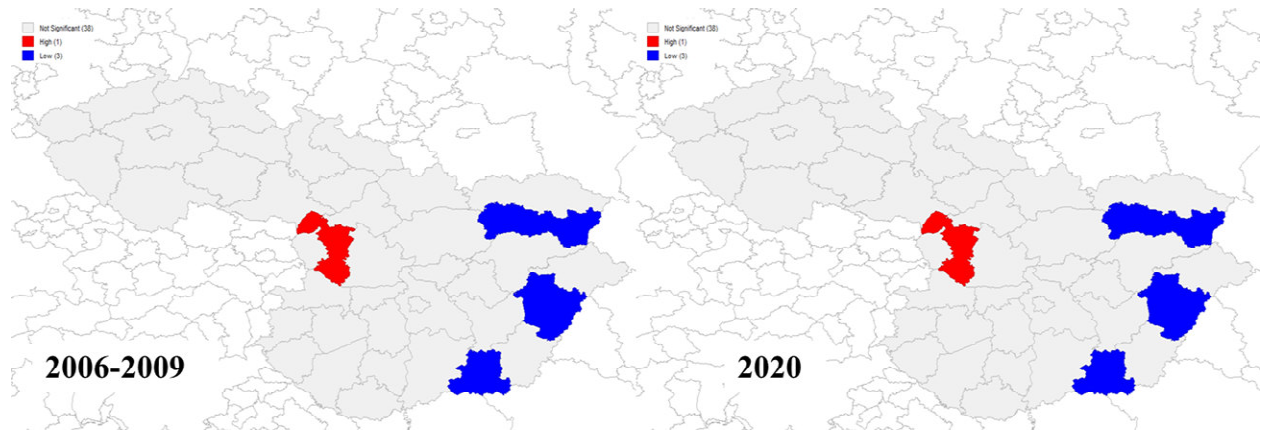 Not Significant (38)
High (1)
Low (3)
2006-2009
Not Significant (38)
High (1)
Low (3)
2020